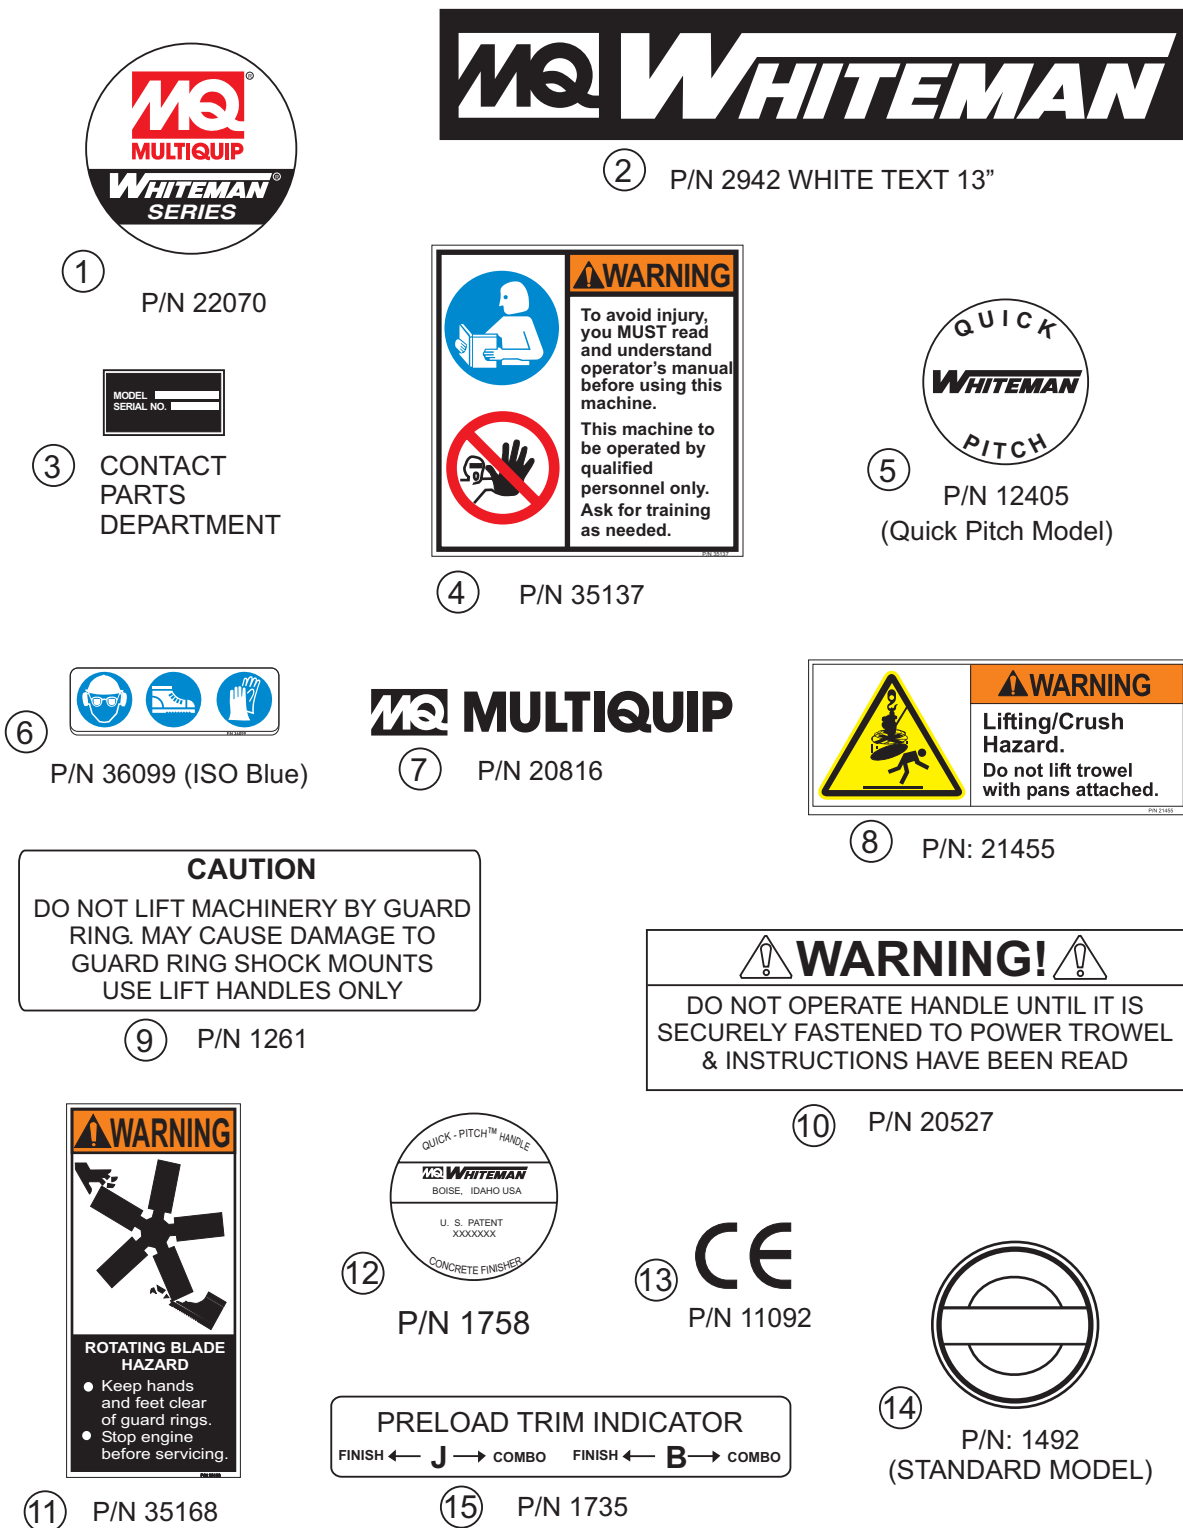 MQ®
MULTIQUIP
WHITEMAN®
SERIES
1
P/N 22070
MQ WHITEMAN
2 P/N 2942 WHITE TEXT 13”
MODEL
SERIAL NO.
3 CONTACT
PARTS
DEPARTMENT
WARNING
To avoid injury,
you MUST read
and understand
operator’s manual
before using this
machine.
This machine to
be operated by
qualified
personnel only.
Ask for training
as needed.
P/N 35137
4 P/N 35137
QUICK
WHITEMAN
PITCH
5
P/N 12405
(Quick Pitch Model)
P/N 36099
6
P/N 36099 (ISO Blue)
MQ MULTIQUIP
7 P/N 20816
WARNING
Lifting/Crush
Hazard.
Do not lift trowel
with pans attached.
P/N 21455
8 P/N: 21455
CAUTION
DO NOT LIFT MACHINERY BY GUARD
RING. MAY CAUSE DAMAGE TO
GUARD RING SHOCK MOUNTS
USE LIFT HANDLES ONLY
9 P/N 1261
WARNING!
DO NOT OPERATE HANDLE UNTIL IT IS
SECURELY FASTENED TO POWER TROWEL
& INSTRUCTIONS HAVE BEEN READ
10 P/N 20527
WARNING
ROTATING BLADE
HAZARD
Keep hands
and feet clear
of guard rings.
Stop engine
before servicing.
11 P/N 35168
QUICK - PITCH™ HANDLE
MQ WHITEMAN
BOISE, IDAHO USA
U. S. PATENT
XXXXXXX
CONCRETE FINISHER
12
P/N 1758
CE
13
P/N 11092
14
P/N: 1492
(STANDARD MODEL)
PRELOAD TRIM INDICATOR
FINISH ← J → COMBO FINISH ← B → COMBO
15 P/N 1735